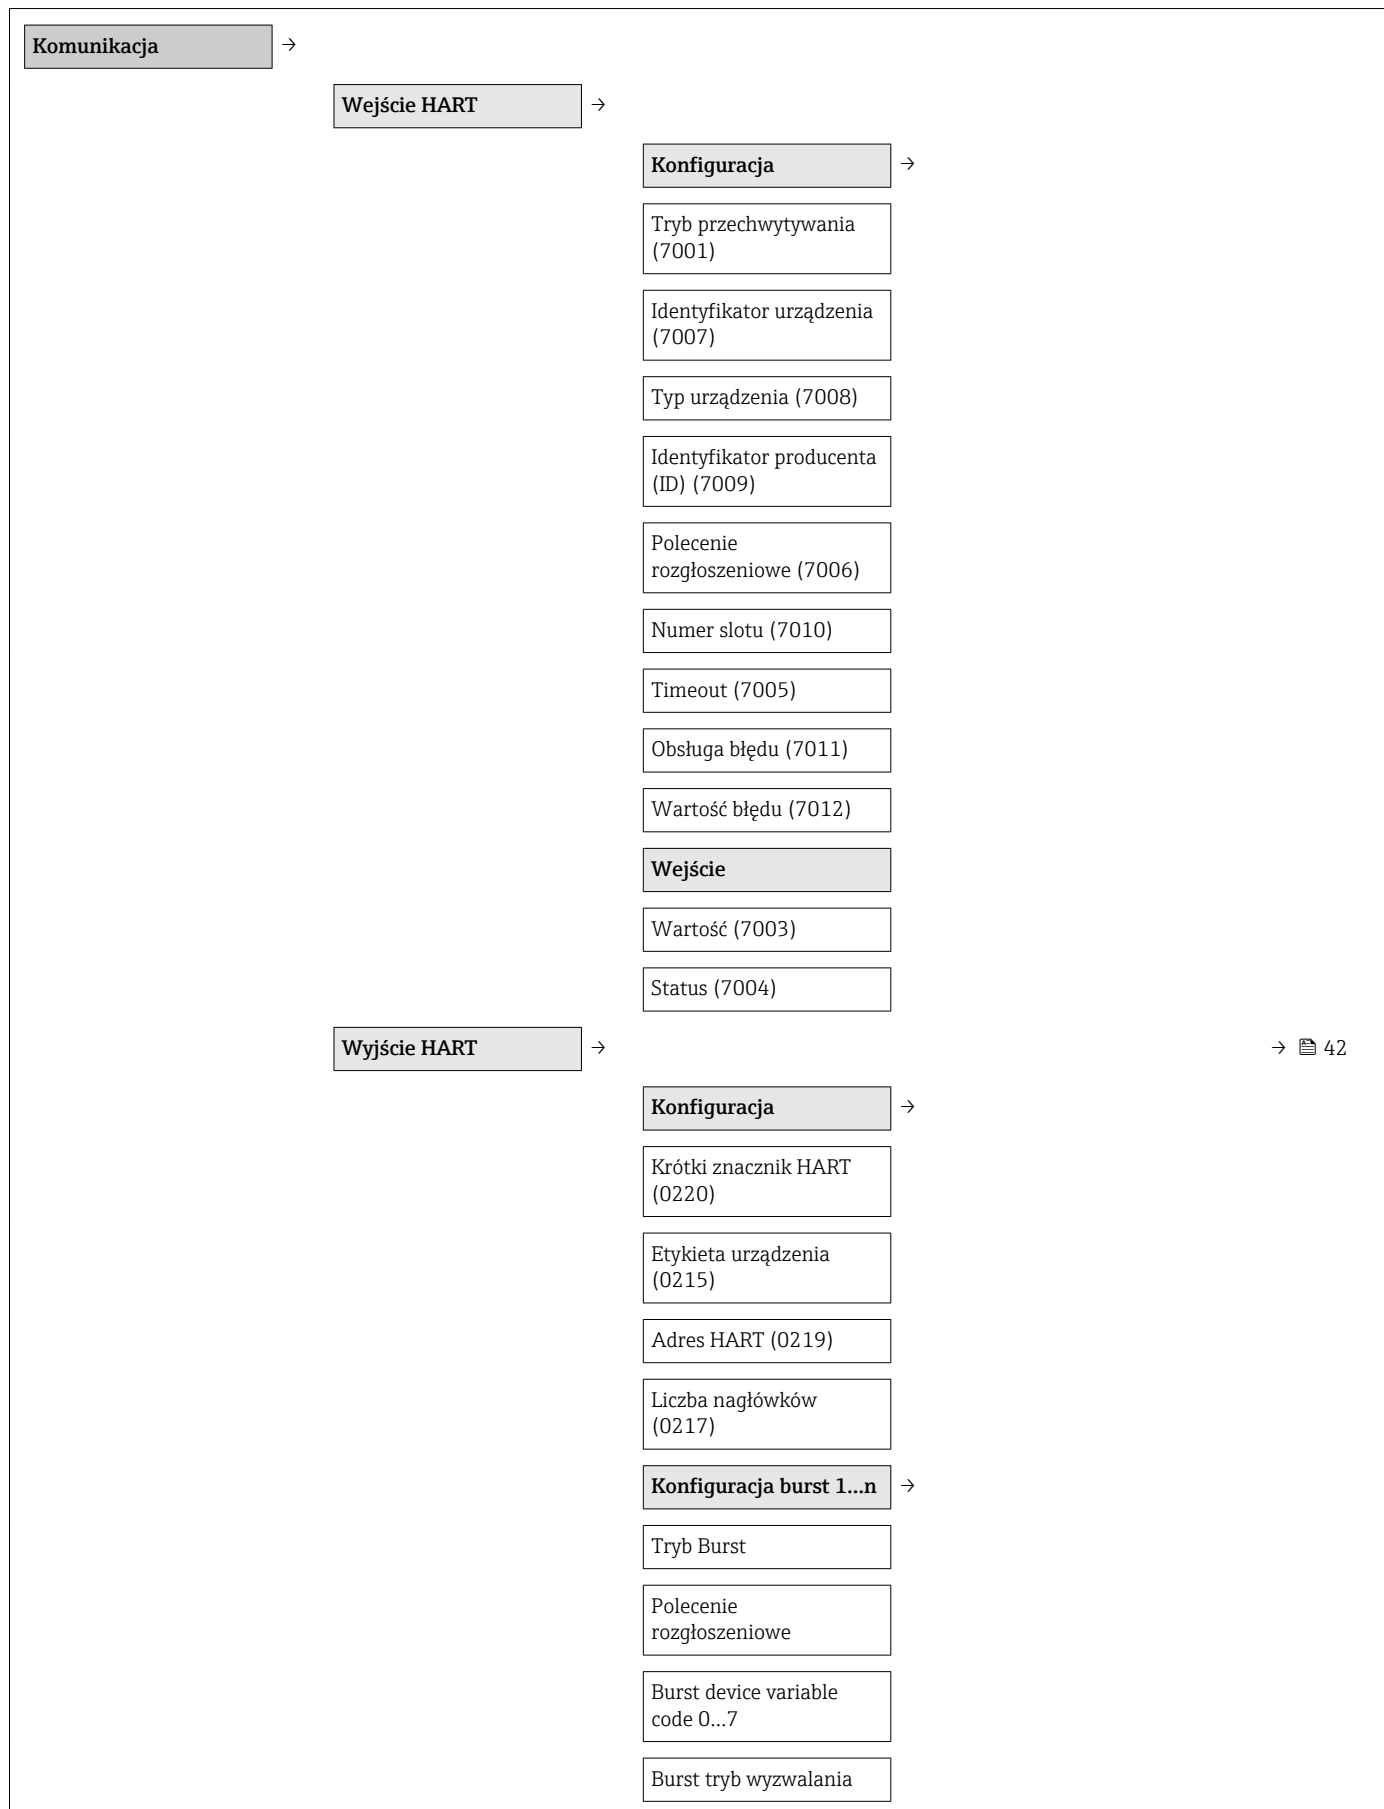 Komunikacja →
Wejście HART →
Konfiguracja →
Tryb przechwytywania
(7001)
Identyfikator urządzenia
(7007)
Typ urządzenia (7008)
Identyfikator producenta
(ID) (7009)
Polecenie
rozgłoszeniowe (7006)
Numer slotu (7010)
Timeout (7005)
Obsługa błędu (7011)
Wartość błędu (7012)
Wejście
Wartość (7003)
Status (7004)
Wyjście HART → → 42
Konfiguracja →
Krótki znacznik HART
(0220)
Etykieta urządzenia
(0215)
Adres HART (0219)
Liczba nagłówków
(0217)
Konfiguracja burst 1...n →
Tryb Burst
Polecenie
rozgłoszeniowe
Burst device variable
code 0...7
Burst tryb wyzwalania